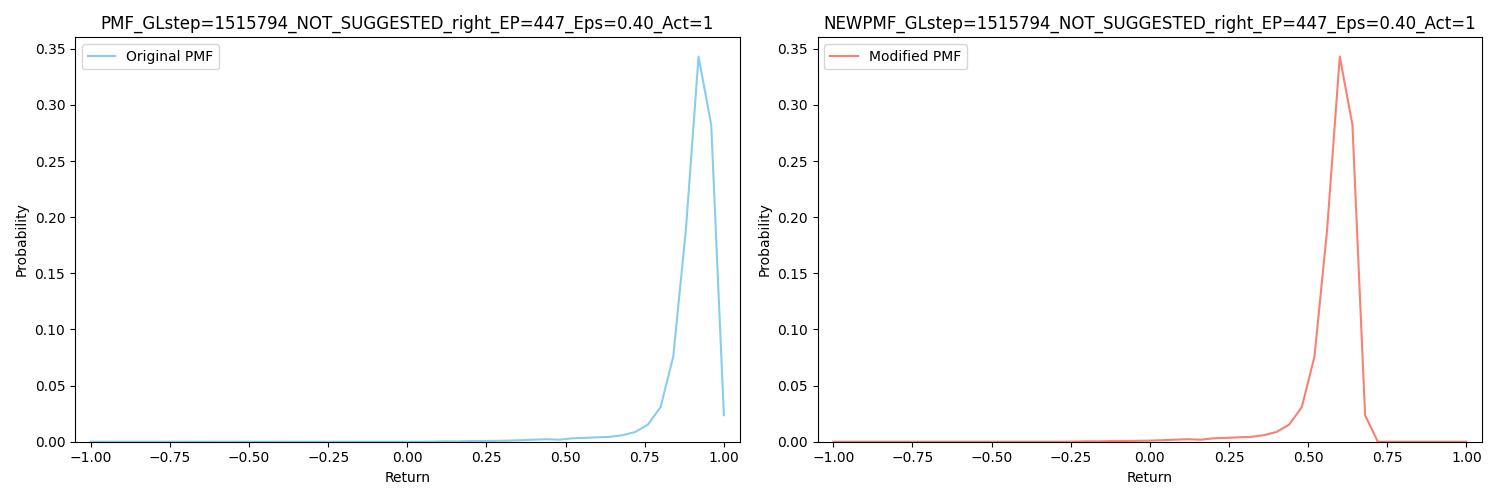 PMF_GLstep=1515794_NOT_SUGGESTED_right_EP=447_Eps=0.40_Act=1
Original PMF
Probability
0.35
0.30
0.25
0.20
0.15
0.10
0.05
0.00
−1.00 −0.75 −0.50 −0.25 0.00 0.25 0.50 0.75 1.00
Return
NEWPMF_GLstep=1515794_NOT_SUGGESTED_right_EP=447_Eps=0.40_Act=1
Modified PMF
Probability
0.35
0.30
0.25
0.20
0.15
0.10
0.05
0.00
−1.00 −0.75 −0.50 −0.25 0.00 0.25 0.50 0.75 1.00
Return